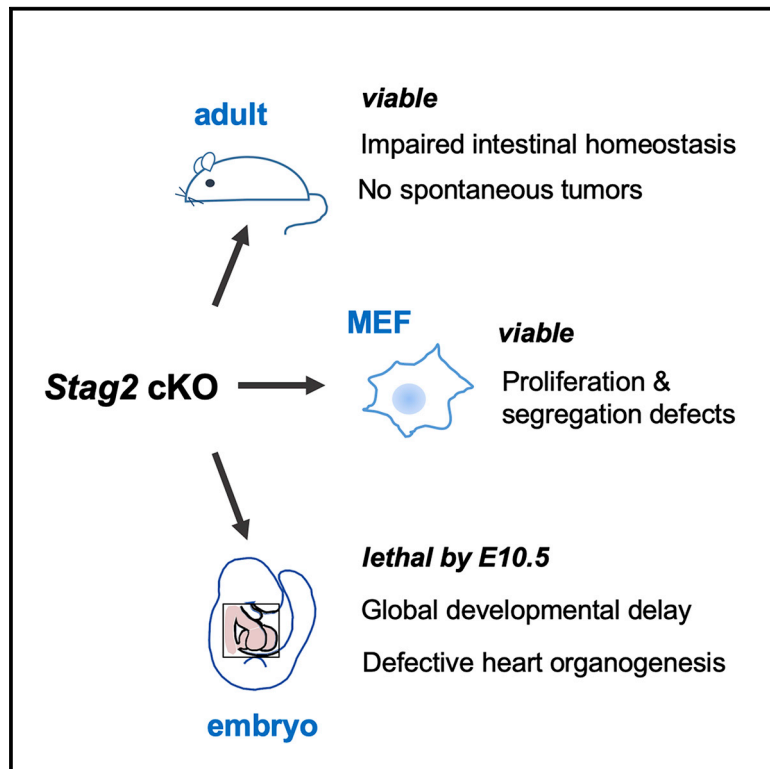 adult
viable
Impaired intestinal homeostasis
No spontaneous tumors
Stag2 cKO
MEF
viable
Proliferation &
segregation defects
embryo
lethal by E10.5
Global developmental delay
Defective heart organogenesis